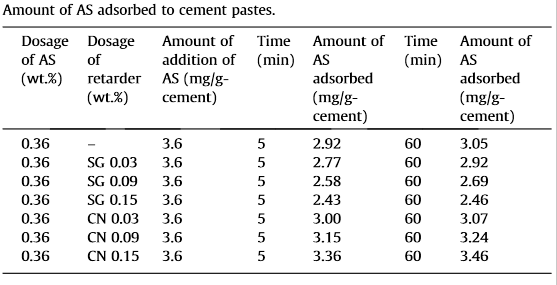 Amount of AS adsorbed to cement pastes.
Dosage Dosage Amount of Time Amount of Time Amount of
of AS of addition of (min) AS (min) AS
(wt.%) retarder AS (mg/g- adsorbed adsorbed
(wt.%) cement) (mg/g- (mg/g-
cement) cement)
0.36 – 3.6 5 2.92 60 3.05
0.36 SG 0.03 3.6 5 2.77 60 2.92
0.36 SG 0.09 3.6 5 2.58 60 2.69
0.36 SG 0.15 3.6 5 2.43 60 2.46
0.36 CN 0.03 3.6 5 3.00 60 3.07
0.36 CN 0.09 3.6 5 3.15 60 3.24
0.36 CN 0.15 3.6 5 3.36 60 3.46